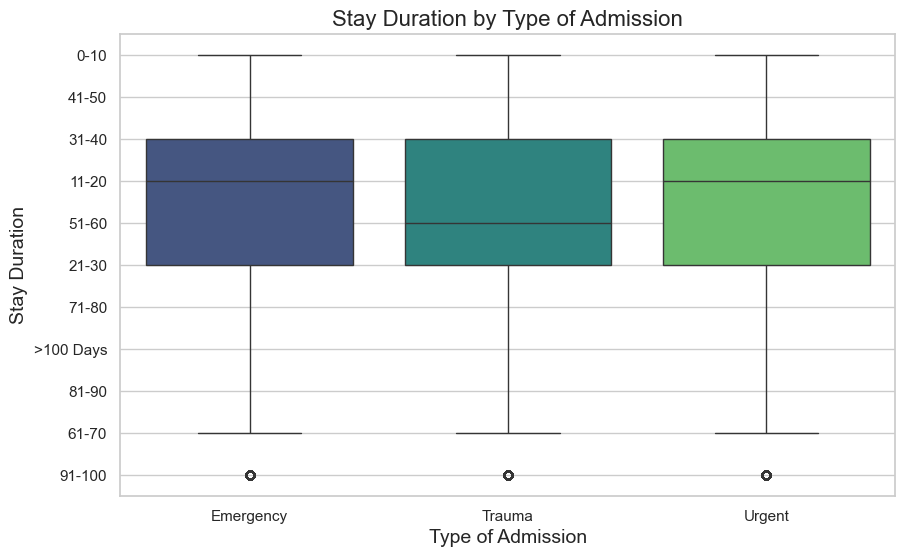 Stay Duration by Type of Admission
Stay Duration
0-10
41-50
31-40
11-20
51-60
21-30
71-80
>100 Days
81-90
61-70
91-100
Emergency
Trauma
Urgent
Type of Admission